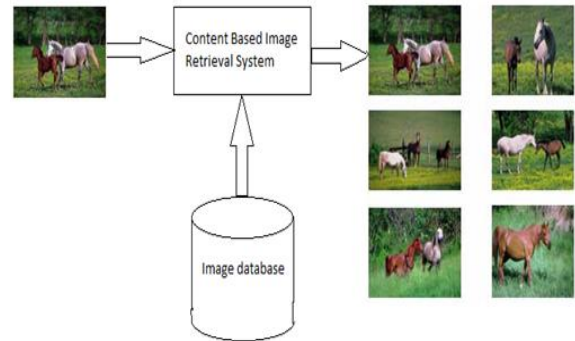 Content Based Image
Retrieval System
Image database